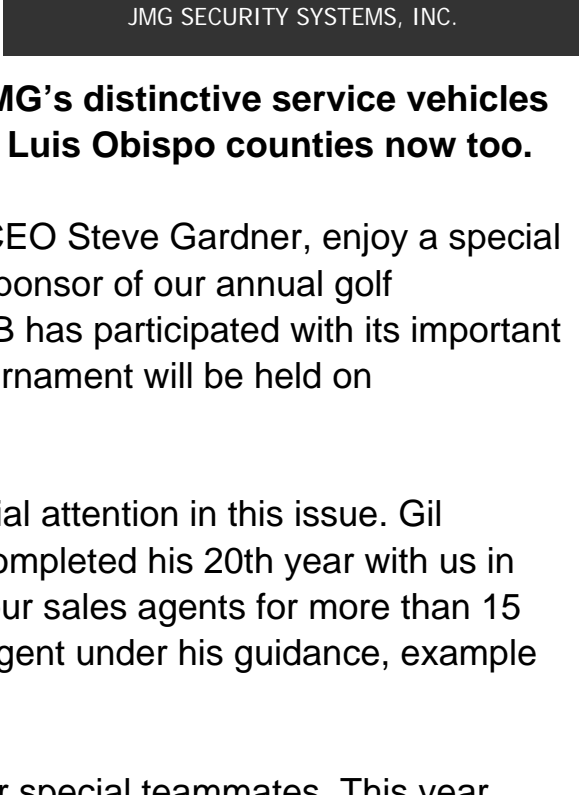 JMG SECURITY SYSTEMS, INC.
MG’s distinctive service vehicles
Luis Obispo counties now too.
CEO Steve Gardner, enjoy a special
ponsor of our annual golf
B has participated with its important
rnament will be held on
ial attention in this issue. Gil
ompleted his 20th year with us in
our sales agents for more than 15
gent under his guidance, example
r special teammates. This year